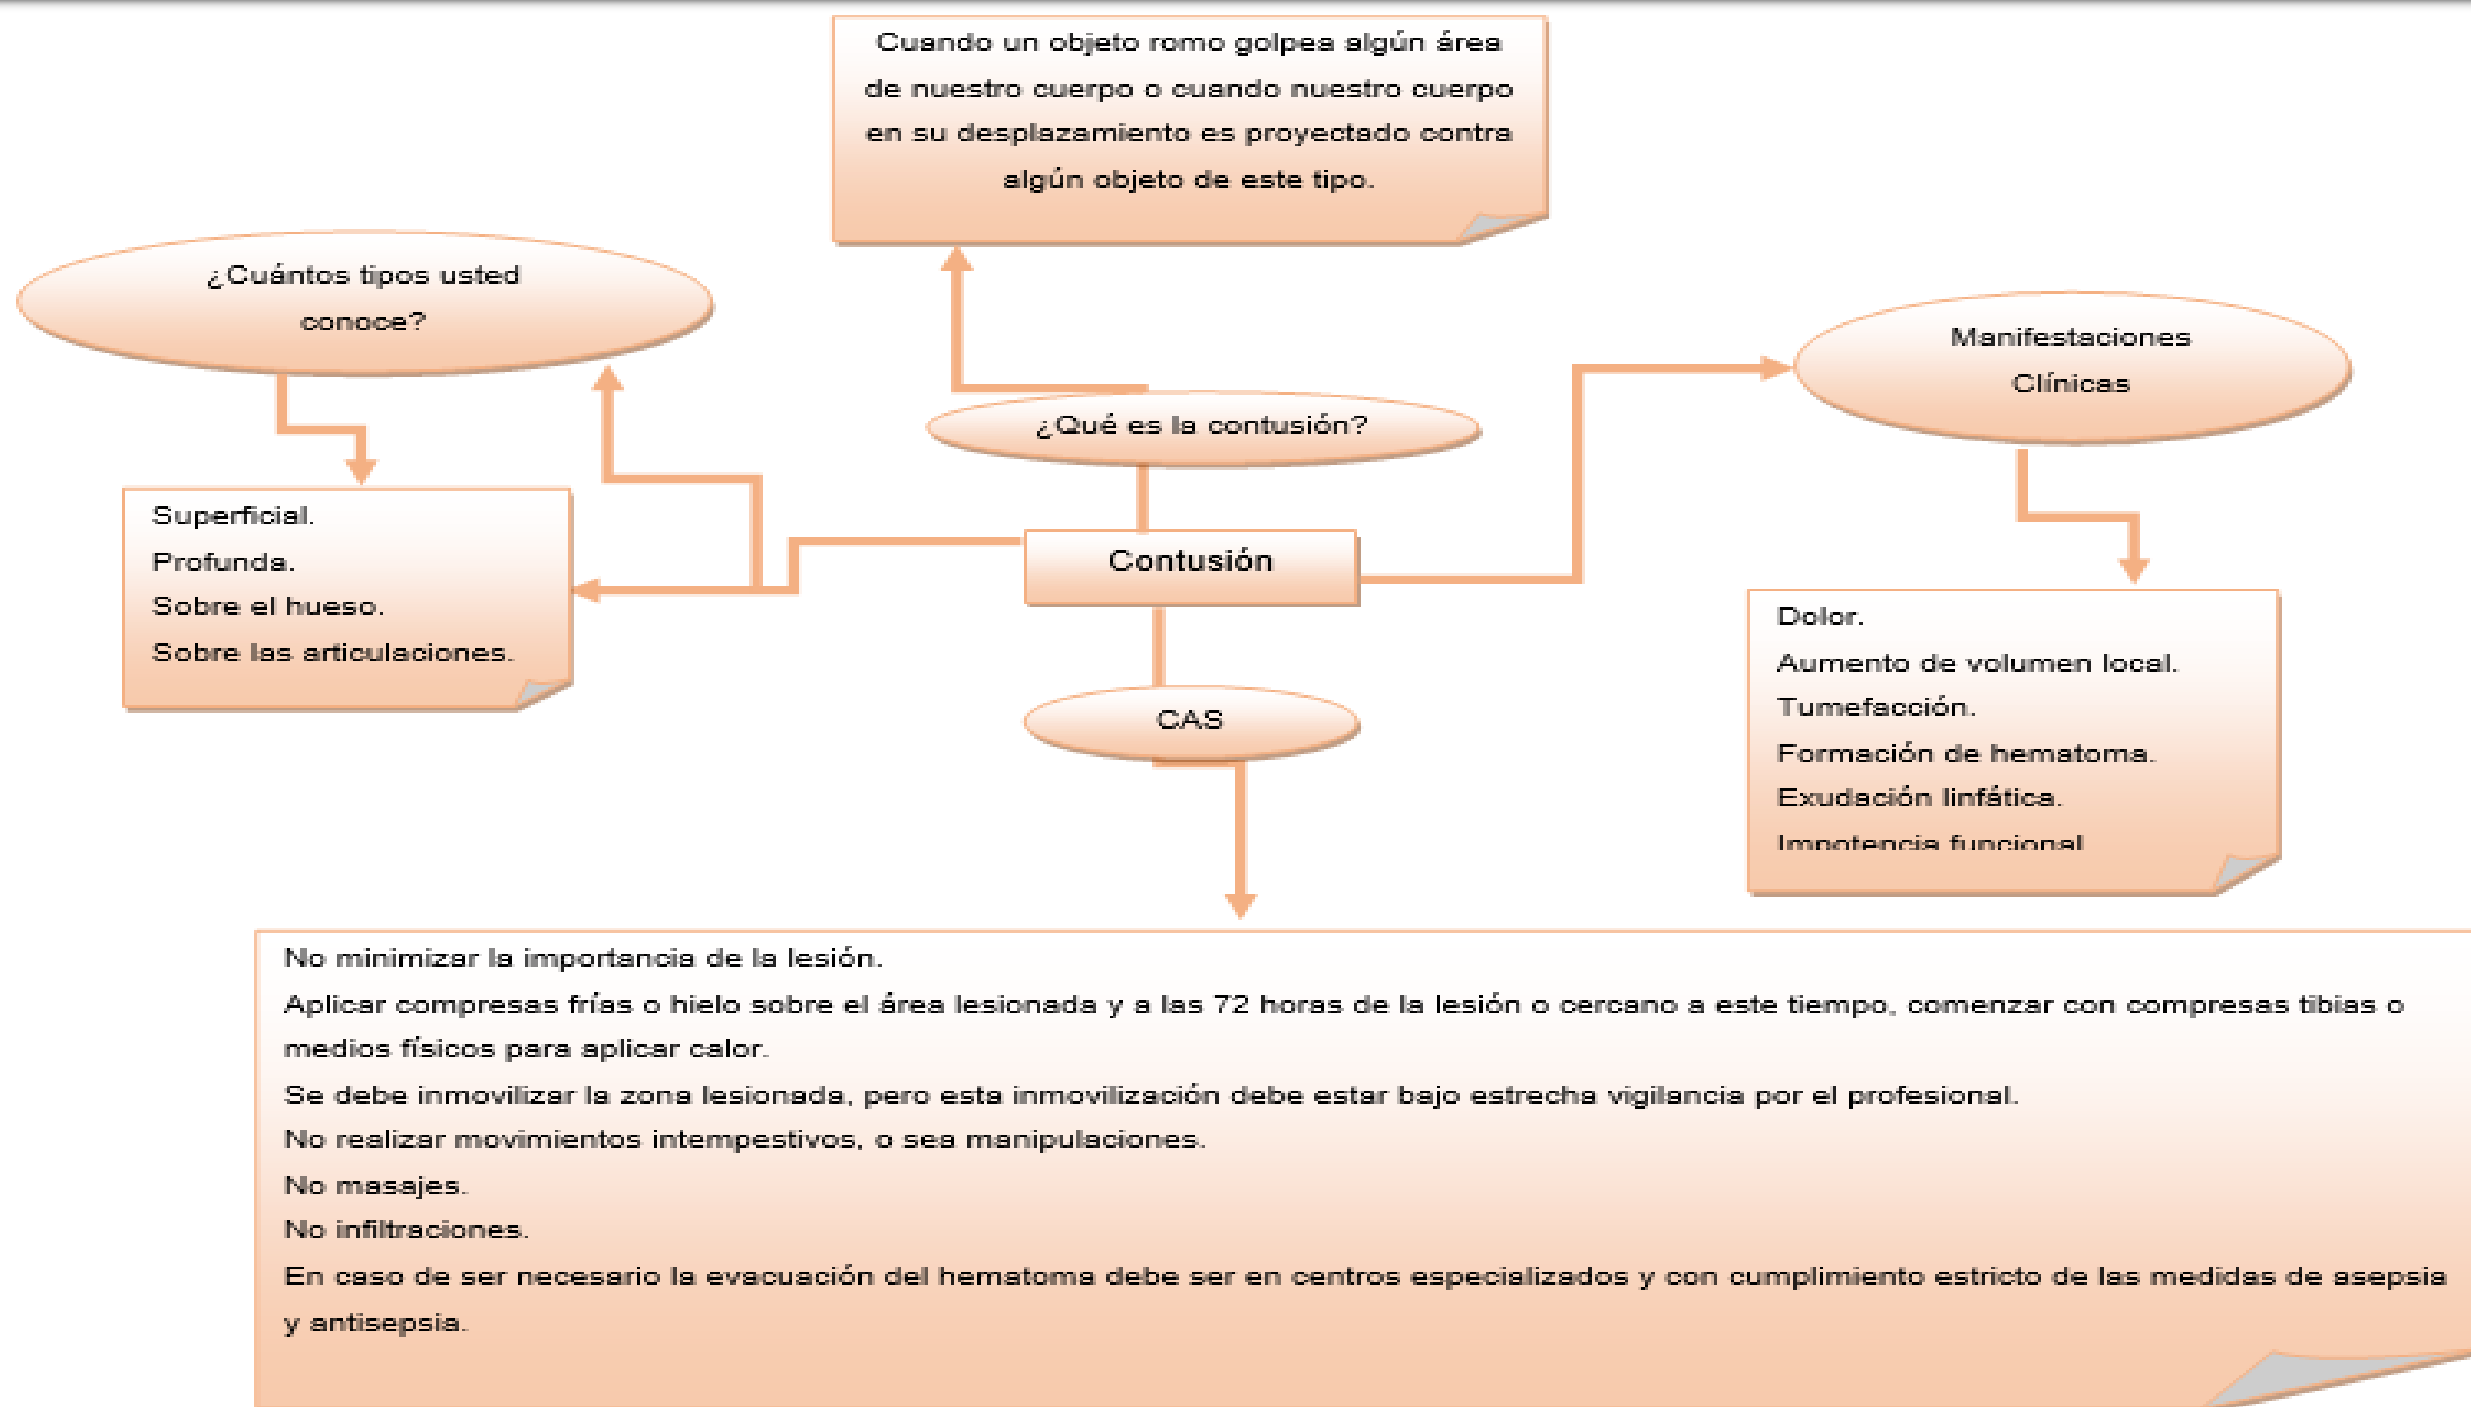 Cuando un objeto romo golpea algún área
de nuestro cuerpo o cuando nuestro cuerpo
en su desplazamiento es proyectado contra
algún objeto de este tipo.
¿Cuántos tipos usted
conoce?
Manifestaciones
Clínicas
¿Qué es la contusión?
Superficial.
Profunda.
Sobre el hueso.
Sobre las articulaciones.
Contusión
Dolor.
Aumento de volumen local.
Tumefacción.
Formación de hematoma.
Exudación linfática.
Impotencia funcional
CAS
No minimizar la importancia de la lesión.
Aplicar compresas frías o hielo sobre el área lesionada y a las 72 horas de la lesión o cercano a este tiempo, comenzar con compresas tibias o
medios físicos para aplicar calor.
Se debe inmovilizar la zona lesionada, pero esta inmovilización debe estar bajo estrecha vigilancia por el profesional.
No realizar movimientos intempestivos, o sea manipulaciones.
No masajes.
No infiltraciones.
En caso de ser necesario la evacuación del hematoma debe ser en centros especializados y con cumplimiento estricto de las medidas de asepsia
y antisepsia.